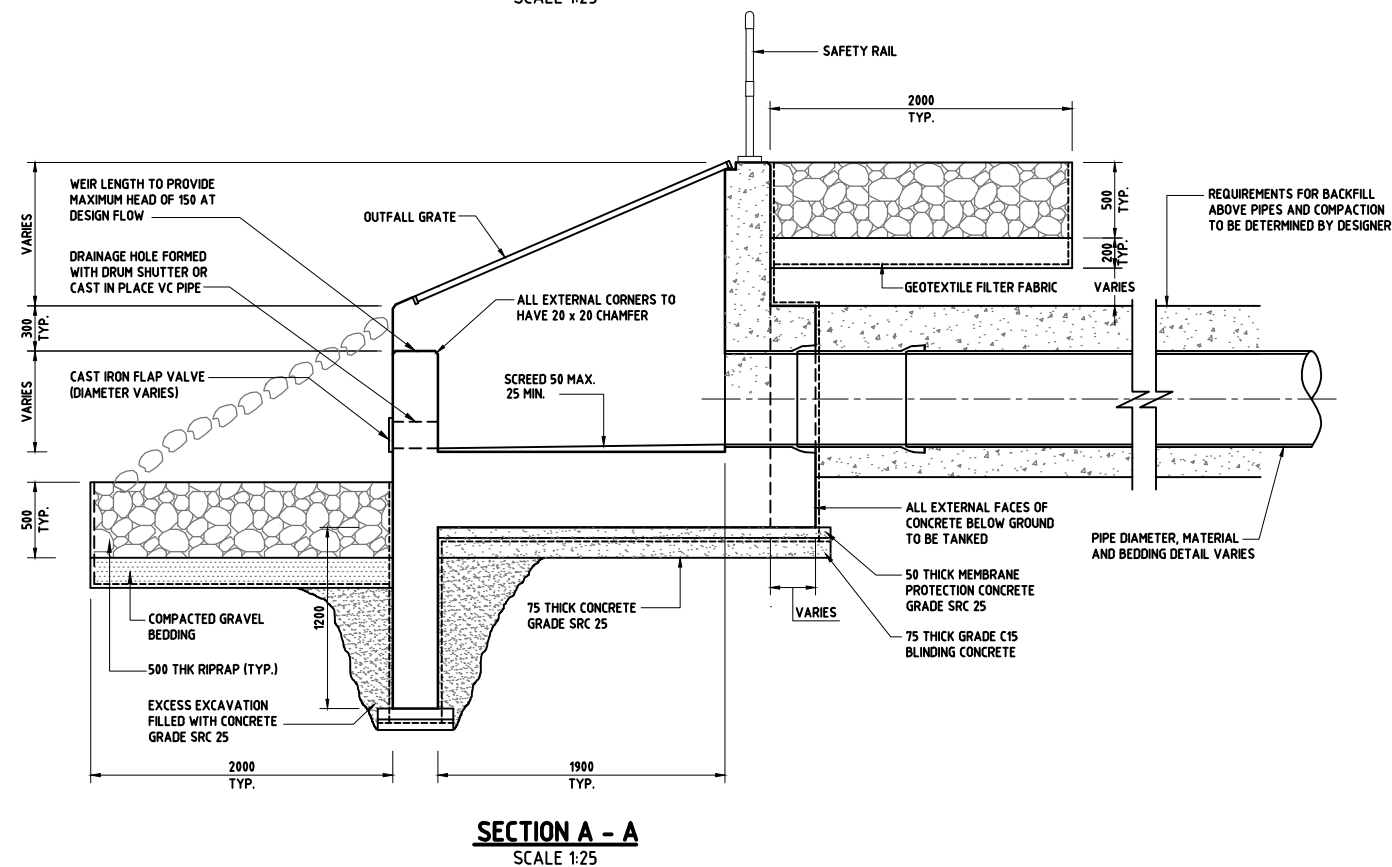 SCALE 1:25
SAFETY RAIL
2000
TYP.
WEIR LENGTH TO PROVIDE
MAXIMUM HEAD OF 150 AT
DESIGN FLOW
OUTFALL GRATE
VARIES
500
TYP.
REQUIREMENTS FOR BACKFILL
ABOVE PIPES AND COMPACTION
TO BE DETERMINED BY DESIGNER
DRAINAGE HOLE FORMED
WITH DRUM SHUTTER OR
CAST IN PLACE VC PIPE
200
TYP.
GEOTEXTILE FILTER FABRIC
VARIES
ALL EXTERNAL CORNERS TO
HAVE 20 x 20 CHAMFER
300
TYP.
CAST IRON FLAP VALVE
(DIAMETER VARIES)
SCREED 50 MAX.
25 MIN.
VARIES
500
TYP.
ALL EXTERNAL FACES OF
CONCRETE BELOW GROUND
TO BE TANKED
PIPE DIAMETER, MATERIAL
AND BEDDING DETAIL VARIES
50 THICK MEMBRANE
PROTECTION CONCRETE
GRADE SRC 25
75 THICK CONCRETE
GRADE SRC 25
VARIES
1200
COMPACTED GRAVEL
BEDDING
75 THICK GRADE C15
BLINDING CONCRETE
500 THK RIPRAP (TYP.)
EXCESS EXCAVATION
FILLED WITH CONCRETE
GRADE SRC 25
2000
TYP.
1900
TYP.
SECTION A - A
SCALE 1:25